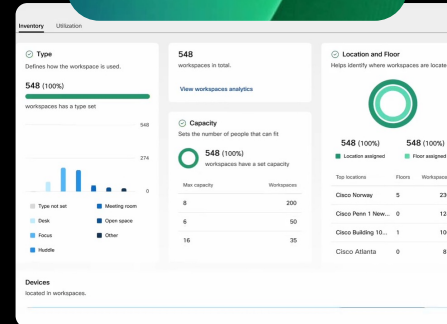 Inventory Utilization
Type
Defines how the workspace is used.
548 (100%)
workspaces has a type set
548
274
0
Type not set
Meeting room
Desk
Open space
Focus
Other
Huddle
548
workspaces in total.
View workspaces analytics
Capacity
Sets the number of people that can fit
548 (100%)
workspaces have a set capacity
Max capacity Workspaces
8 200
6 50
16 35
Location and Floor
Helps identify where workspaces are locate
548 (100%) 548 (100%)
Location assigned Floor assigned
Top locations Floors Workspace
Cisco Norway 5 23
Cisco Penn 1 New... 0 12
Cisco Building 10... 1 10
Cisco Atlanta 0 8
Devices
located in workspaces.